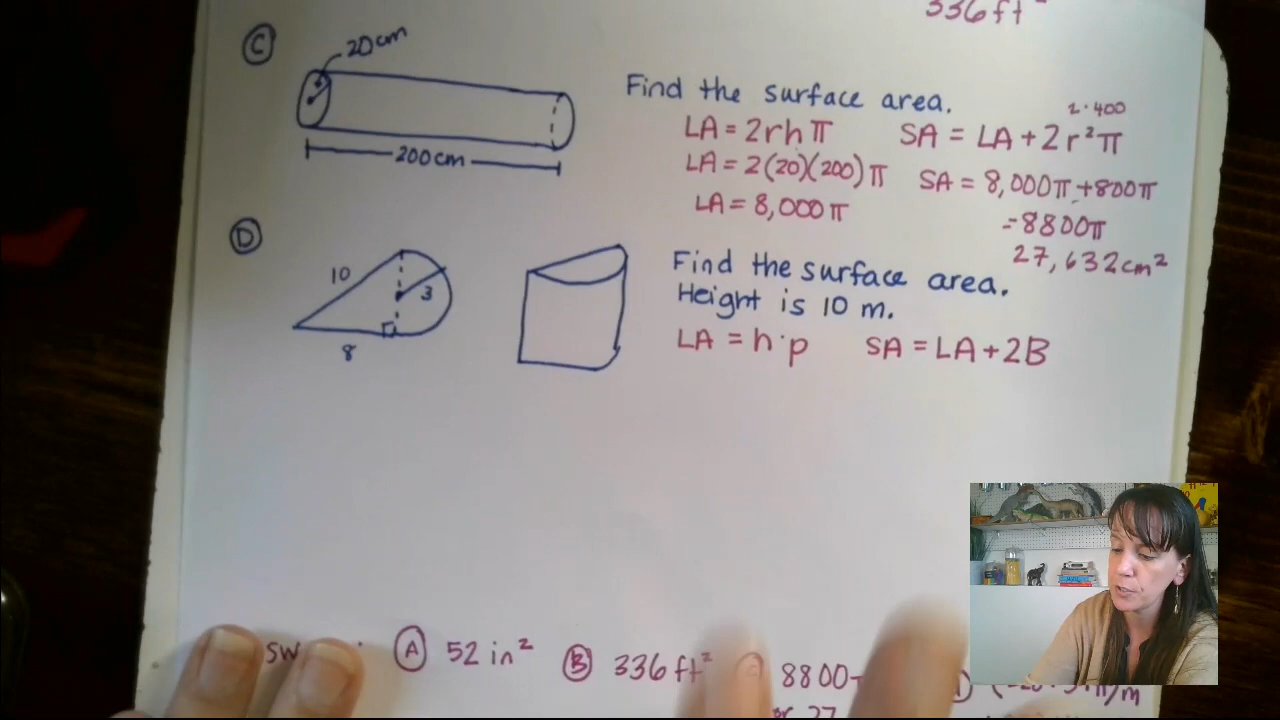 336 ft²
C
20cm
200cm
Find the surface area.
LA = 2rhπ
LA = 2(20)(200)π
LA = 8,000π
2·400
SA = LA + 2r²π
SA = 8,000π + 800π
= 8800π
27,632cm²
D
10
3
8
Find the surface area.
Height is 10 m.
LA = h·p
SA = LA + 2B
A 52 in²
B 336 ft²
8800